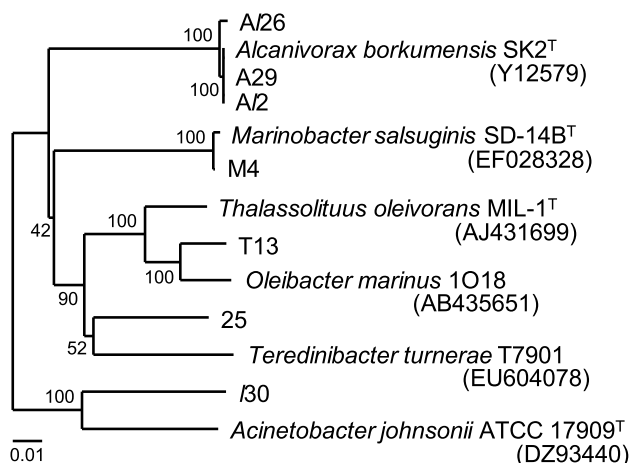 100
Al26
Alcanivorax borkumensis SK2ᵀ
(Y12579)
A29
100
Al2
100
Marinobacter salsuginis SD-14Bᵀ
(EF028328)
M4
Thalassolituus oleivorans MIL-1ᵀ
(AJ431699)
100
42
T13
100
Oleibacter marinus 1O18
(AB435651)
90
25
52
Teredinibacter turnerae T7901
(EU604078)
I30
100
Acinetobacter johnsonii ATCC 17909ᵀ
(DZ93440)
0.01